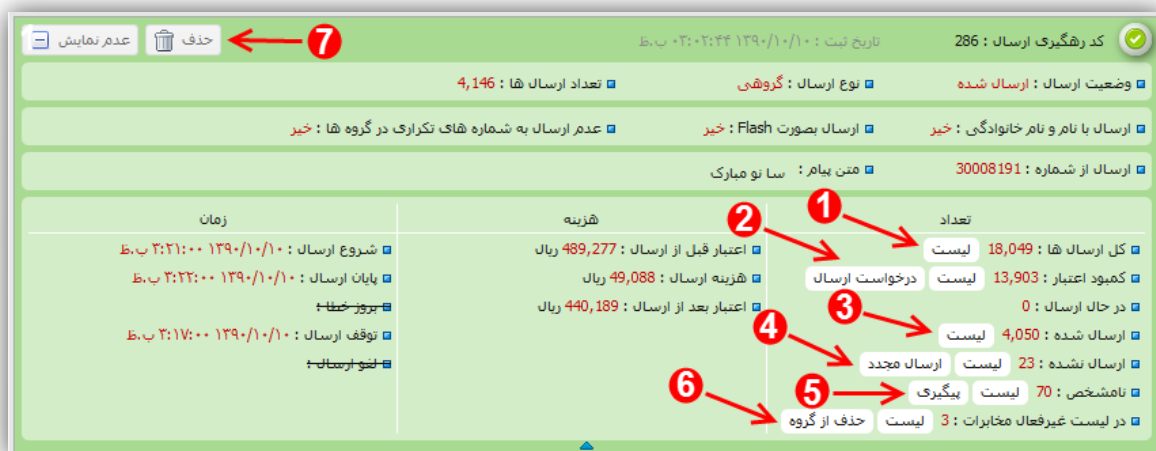 کد رهگیری ارسال : 286 تاریخ ثبت : ۱۳۹۰/۱۰/۱۰ ۰۳:۰۲:۴۴ ب.ظ 7 حذف عدم نمایش
وضعیت ارسال : ارسال شده نوع ارسال : گروهی تعداد ارسال ها : 4,146
ارسال با نام و نام خانوادگی : خیر ارسال بصورت Flash : خیر عدم ارسال به شماره های تکراری در گروه ها : خیر
ارسال از شماره : 30008191 متن پیام : سا نو مبارک
تعداد هزینه زمان
1
2
کل ارسال ها : 18,049 لیست اعتبار قبل از ارسال : 489,277 ریال شروع ارسال : ۱۳۹۰/۱۰/۱۰ ۳:۲۱:۰۰ ب.ظ
کمبود اعتبار : 13,903 لیست درخواست ارسال هزینه ارسال : 49,088 ریال پایان ارسال : ۱۳۹۰/۱۰/۱۰ ۳:۲۲:۰۰ ب.ظ
در حال ارسال : 0 3 اعتبار بعد از ارسال : 440,189 ریال بروز خطا :
ارسال شده : 4,050 لیست 4 توقف ارسال : ۱۳۹۰/۱۰/۱۰ ۳:۱۷:۰۰ ب.ظ
ارسال نشده : 23 لیست ارسال مجدد لغو ارسال :
نامشخص : 70 لیست پیگیری 5 6
در لیست غیرفعال مخابرات : 3 لیست حذف از گروه